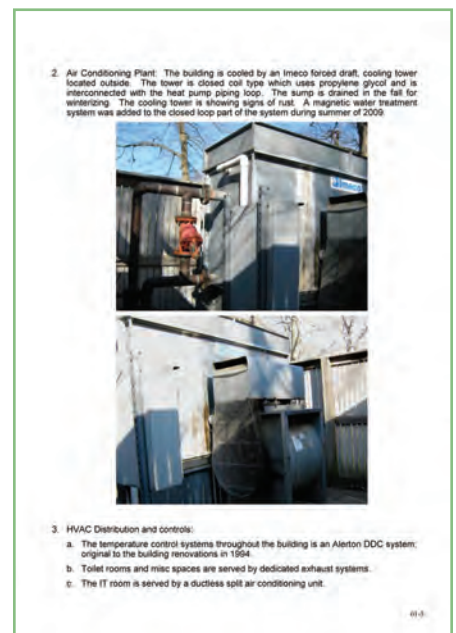 2. Air Conditioning Plant: The building is cooled by an Imeco forced draft, cooling tower
located outside. The tower is closed coil type which uses propylene glycol and is
interconnected with the heat pump piping loop. The sump is drained in the fall for
winterizing. The cooling tower is showing signs of rust. A magnetic water treatment
system was added to the closed loop part of the system during summer of 2009.
Imeco
3. HVAC Distribution and controls:
a. The temperature control systems throughout the building is an Alerton DDC system:
original to the building renovations in 1994.
b. Toilet rooms and misc spaces are served by dedicated exhaust systems.
c. The IT room is served by a ductless split air conditioning unit.